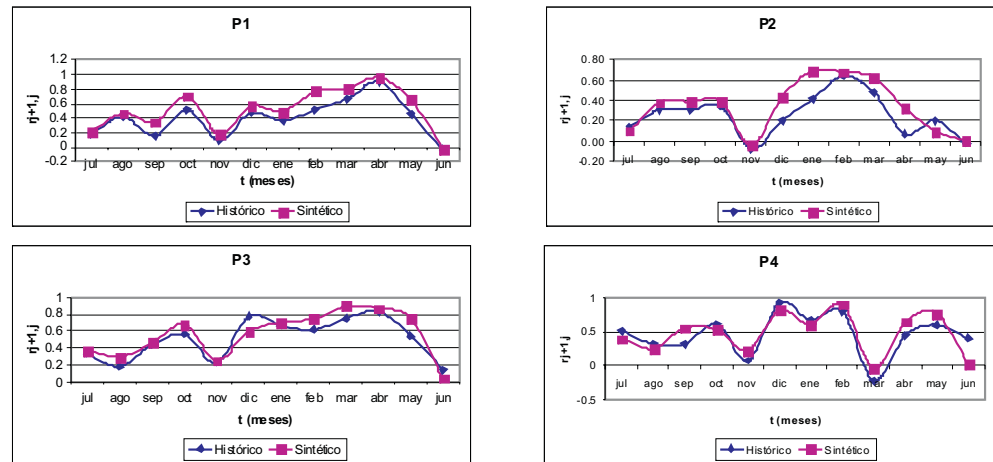 P1
1.2
1
0.8
0.6
0.4
0.2
0
-0.2
rj+1,j
jul ago sep oct nov dic ene feb mar abr may jun
t (meses)
Histórico Sintético
P2
0.80
0.60
0.40
0.20
0.00
-0.20
rj+1,j
jul ago sep oct nov dic ene feb mar abr may jun
t (meses)
Histórico Sintético
P3
1
0.8
0.6
0.4
0.2
0
rj+1,j
jul ago sep oct nov dic ene feb mar abr may jun
t (meses)
Histórico Sintético
P4
1
0.5
0
-0.5
rj+1,j
jul ago sep oct nov dic ene feb mar abr may jun
t (meses)
Histórico Sintético